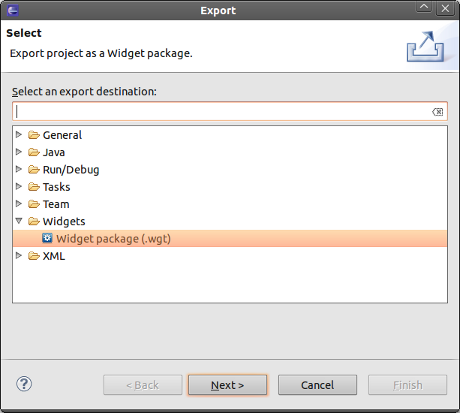 Export
Select
Export project as a Widget package.
Select an export destination:
General
Java
Run/Debug
Tasks
Team
Widgets
Widget package (.wgt)
XML
?
< Back
Next >
Cancel
Finish